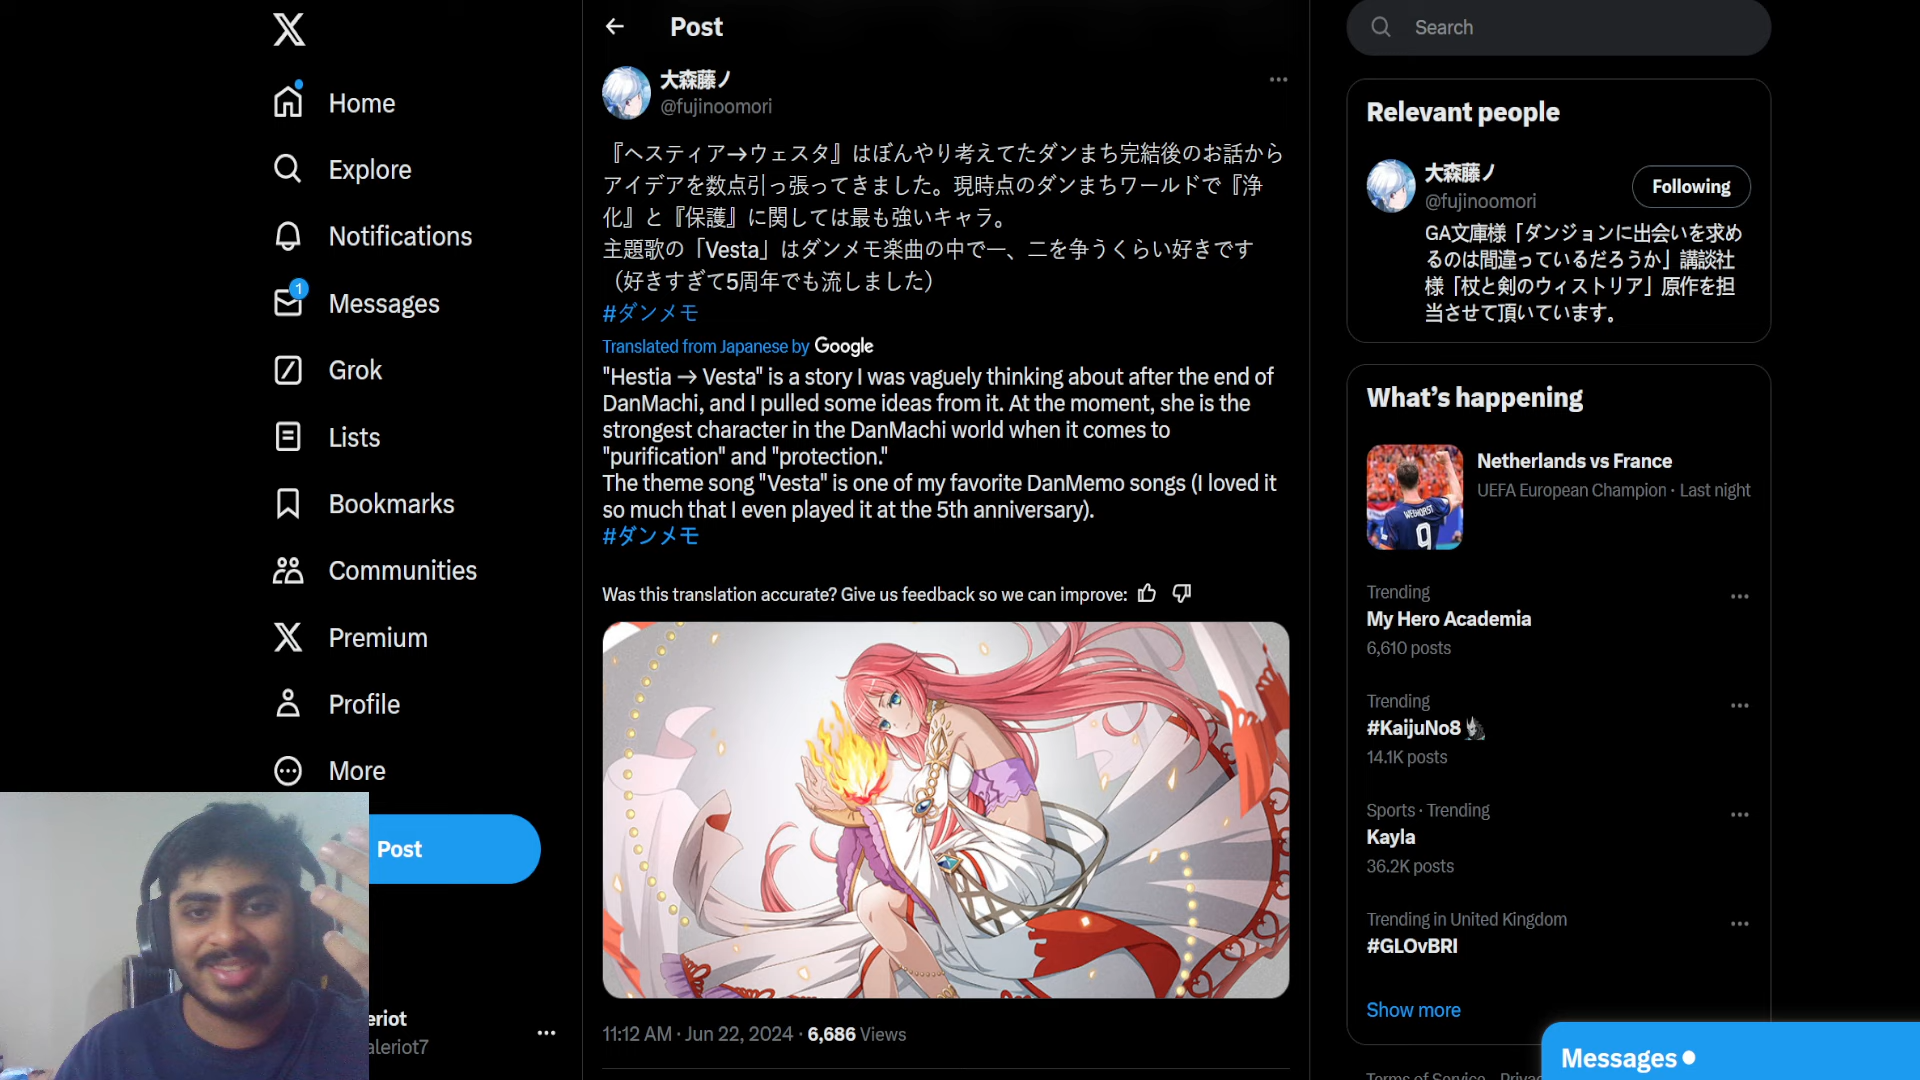 Home
Explore
Notifications
1
Messages
Grok
Lists
Bookmarks
Communities
Premium
Profile
More
Post
eriot
aleriot7
Post
大森藤ノ
@fujinoomori
『ヘスティア→ウェスタ』はぼんやり考えてたダンまち完結後のお話から
アイデアを数点引っ張ってきました。現時点のダンまちワールドで『浄
化』と『保護』に関しては最も強いキャラ。
主題歌の「Vesta」はダンメモ楽曲の中で一、二を争うくらい好きです
（好きすぎて5周年でも流しました）
#ダンメモ
Translated from Japanese by Google
"Hestia → Vesta" is a story I was vaguely thinking about after the end of
DanMachi, and I pulled some ideas from it. At the moment, she is the
strongest character in the DanMachi world when it comes to
"purification" and "protection."
The theme song "Vesta" is one of my favorite DanMemo songs (I loved it
so much that I even played it at the 5th anniversary).
#ダンメモ
Was this translation accurate? Give us feedback so we can improve:
11:12 AM · Jun 22, 2024 · 6,686 Views
Search
Relevant people
大森藤ノ
@fujinoomori
Following
GA文庫様「ダンジョンに出会いを求め
るのは間違っているだろうか」講談社
様「杖と剣のウィストリア」原作を担
当させて頂いています。
What's happening
Netherlands vs France
UEFA European Champion · Last night
WEGHORST
9
Trending
My Hero Academia
6,610 posts
Trending
#KaijuNo8
14.1K posts
Sports · Trending
Kayla
36.2K posts
Trending in United Kingdom
#GLOvBRI
Show more
Messages
Terms of Service Privac